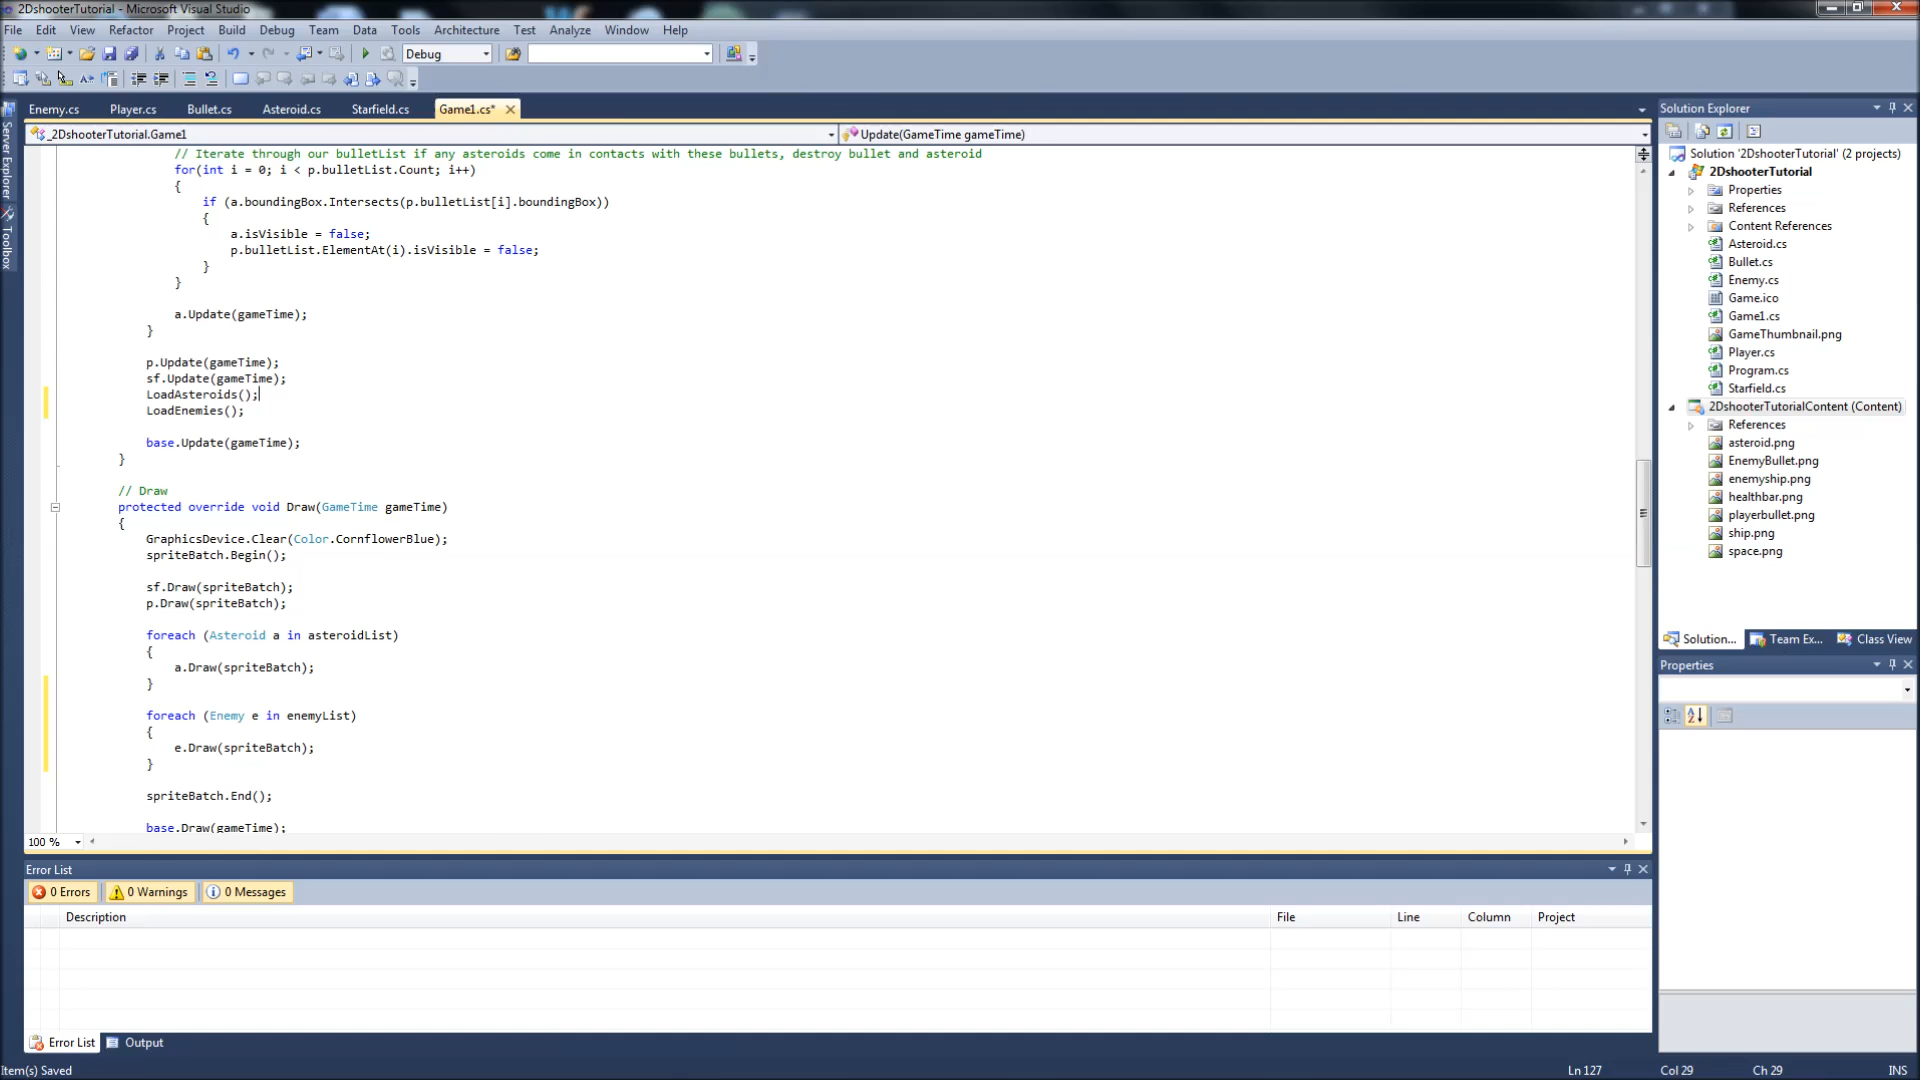 2DshooterTutorial - Microsoft Visual Studio
File Edit View Refactor Project Build Debug Team Data Tools Architecture Test Analyze Window Help
Debug
Enemy.cs Player.cs Bullet.cs Asteroid.cs Starfield.cs Game1.cs*
_2DshooterTutorial.Game1 Update(GameTime gameTime)
Server Explorer
Toolbox
// Iterate through our bulletList if any asteroids come in contacts with these bullets, destroy bullet and asteroid
for(int i = 0; i < p.bulletList.Count; i++)
{
if (a.boundingBox.Intersects(p.bulletList[i].boundingBox))
{
a.isVisible = false;
p.bulletList.ElementAt(i).isVisible = false;
}
}
a.Update(gameTime);
}
p.Update(gameTime);
sf.Update(gameTime);
LoadAsteroids();
LoadEnemies();
base.Update(gameTime);
}
// Draw
protected override void Draw(GameTime gameTime)
{
GraphicsDevice.Clear(Color.CornflowerBlue);
spriteBatch.Begin();
sf.Draw(spriteBatch);
p.Draw(spriteBatch);
foreach (Asteroid a in asteroidList)
{
a.Draw(spriteBatch);
}
foreach (Enemy e in enemyList)
{
e.Draw(spriteBatch);
}
spriteBatch.End();
base.Draw(gameTime);
100 %
Solution Explorer
Solution '2DshooterTutorial' (2 projects)
2DshooterTutorial
Properties
References
Content References
Asteroid.cs
Bullet.cs
Enemy.cs
Game.ico
Game1.cs
GameThumbnail.png
Player.cs
Program.cs
Starfield.cs
2DshooterTutorialContent (Content)
References
asteroid.png
EnemyBullet.png
enemyship.png
healthbar.png
playerbullet.png
ship.png
space.png
Solution... Team Ex... Class View
Properties
Error List
0 Errors 0 Warnings 0 Messages
Description File Line Column Project
Error List Output
Item(s) Saved Ln 127 Col 29 Ch 29 INS